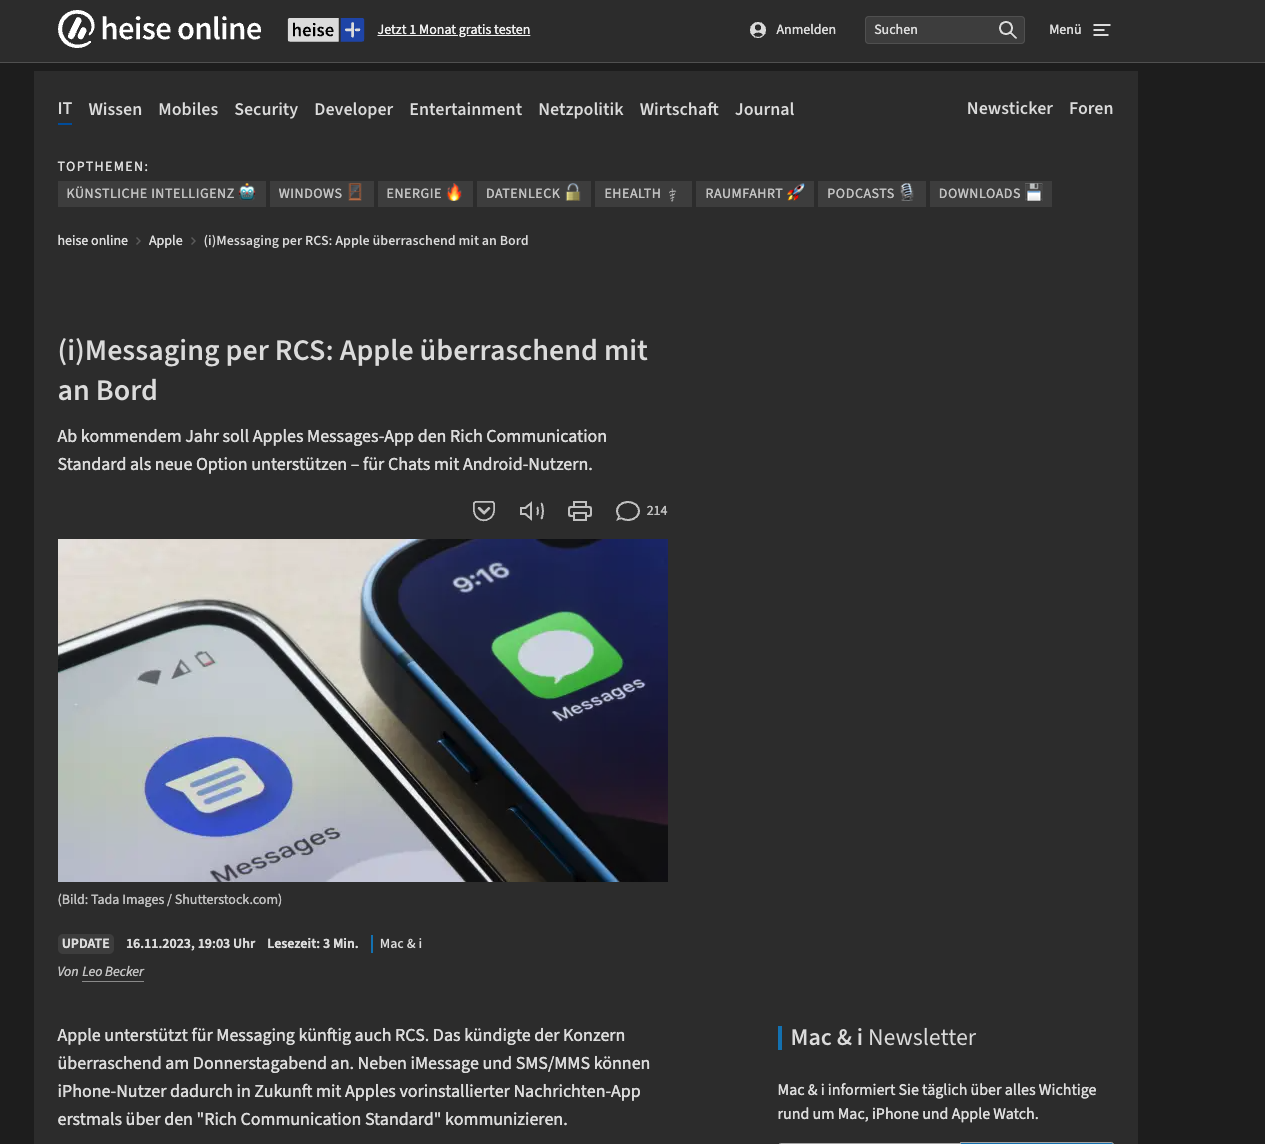 heise online
heise +
Jetzt 1 Monat gratis testen
Anmelden
Suchen
Menü
IT Wissen Mobiles Security Developer Entertainment Netzpolitik Wirtschaft Journal Newsticker Foren
TOPTHEMEN:
KÜNSTLICHE INTELLIGENZ WINDOWS ENERGIE DATENLECK EHEALTH RAUMFAHRT PODCASTS DOWNLOADS
heise online > Apple > (i)Messaging per RCS: Apple überraschend mit an Bord
(i)Messaging per RCS: Apple überraschend mit
an Bord
Ab kommendem Jahr soll Apples Messages-App den Rich Communication
Standard als neue Option unterstützen – für Chats mit Android-Nutzern.
214
9:16
Messages
Messages
(Bild: Tada Images / Shutterstock.com)
UPDATE 16.11.2023, 19:03 Uhr Lesezeit: 3 Min. Mac & i
Von Leo Becker
Apple unterstützt für Messaging künftig auch RCS. Das kündigte der Konzern
überraschend am Donnerstagabend an. Neben iMessage und SMS/MMS können
iPhone-Nutzer dadurch in Zukunft mit Apples vorinstallierter Nachrichten-App
erstmals über den "Rich Communication Standard" kommunizieren.
Mac & i Newsletter
Mac & i informiert Sie täglich über alles Wichtige
rund um Mac, iPhone und Apple Watch.